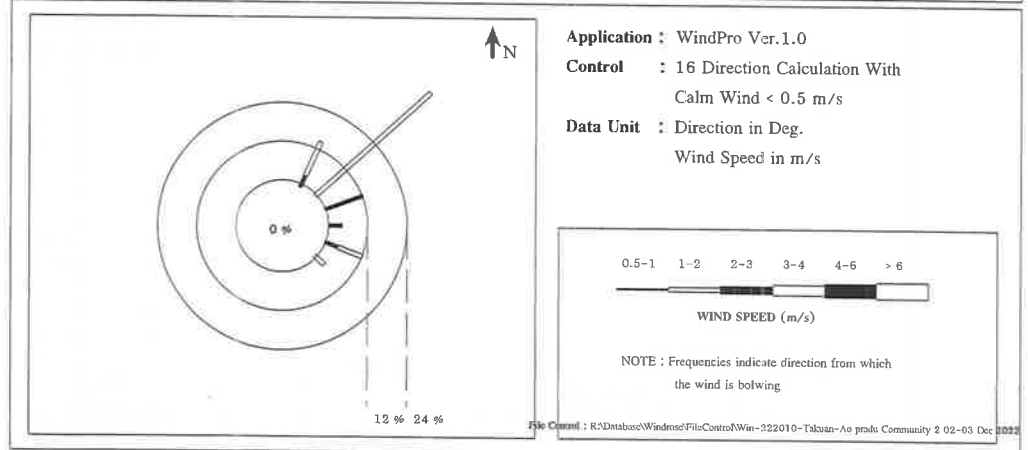 N
0 %
12 % 24 %
Application : WindPro Ver.1.0
Control : 16 Direction Calculation With
Calm Wind < 0.5 m/s
Data Unit : Direction in Deg.
Wind Speed in m/s
0.5-1 1-2 2-3 3-4 4-6 > 6
WIND SPEED (m/s)
NOTE : Frequencies indicate direction from which
the wind is bolwing
File Control : R:\Database\Windrose\FileControl\Win-222010-Takuan-Ao pradu Community 2 02-03 Dec 2022